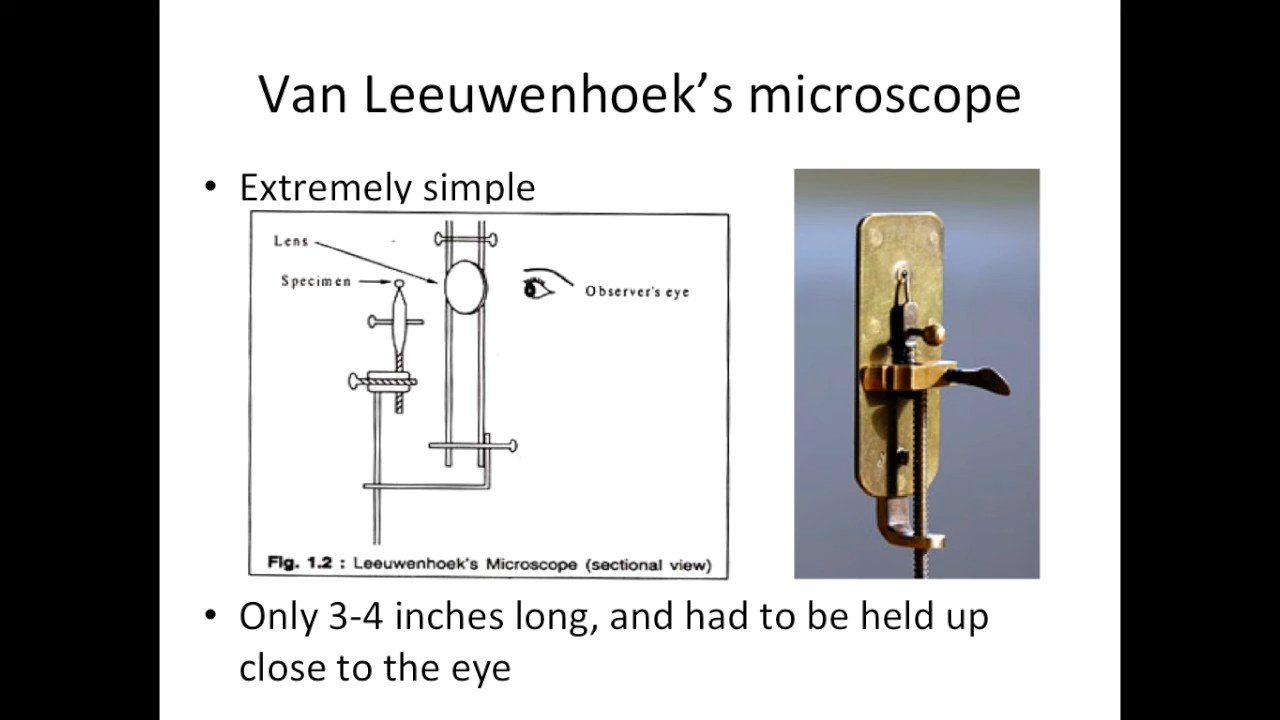 Van Leeuwenhoek’s microscope
• Extremely simple
Lens
Specimen
Observer's eye
Fig. 1.2 : Leeuwenhoek's Microscope (sectional view)
• Only 3-4 inches long, and had to be held up
close to the eye